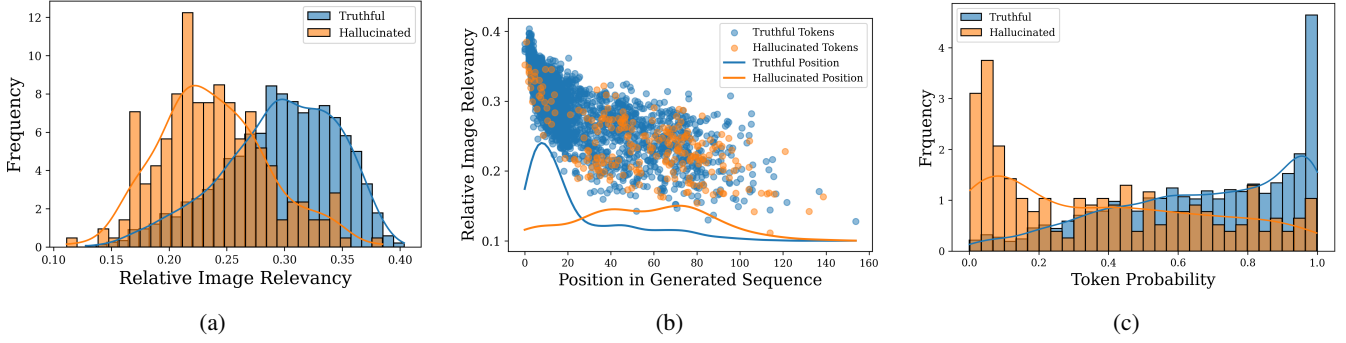 12
10
8
6
4
2
0
Frequency
0.10 0.15 0.20 0.25 0.30 0.35 0.40
Relative Image Relevancy
Truthful
Hallucinated
(a)
0.4
0.3
0.2
0.1
Relative Image Relevancy
0 20 40 60 80 100 120 140 160
Position in Generated Sequence
Truthful Tokens
Hallucinated Tokens
Truthful Position
Hallucinated Position
(b)
4
3
2
1
0
Frquency
0.0 0.2 0.4 0.6 0.8 1.0
Token Probability
Truthful
Hallucinated
(c)